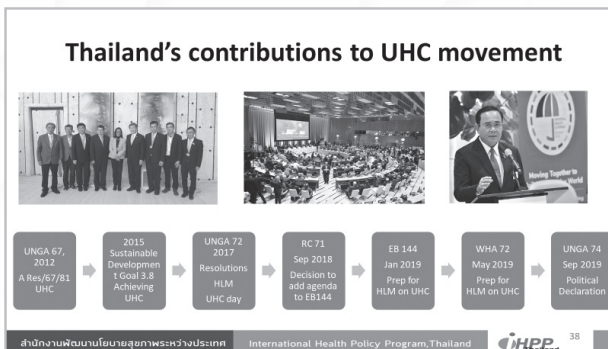 Thailand's contributions to UHC movement
Moving Together to
UNGA 67,
2012
A Res/67/81
UHC
2015
Sustainable
Developmen
t Goal 3.8
Achieving
UHC
UNGA 72
2017
Resolutions
HLM
UHC day
RC 71
Sep 2018
Decision to
add agenda
to EB144
EB 144
Jan 2019
Prep for
HLM on UHC
WHA 72
May 2019
Prep for
HLM on UHC
UNGA 74
Sep 2019
Political
Declaration
สำนักงานพัฒนานโยบายสุขภาพระหว่างประเทศ
International Health Policy Program,Thailand
IHPP
Thailand
38